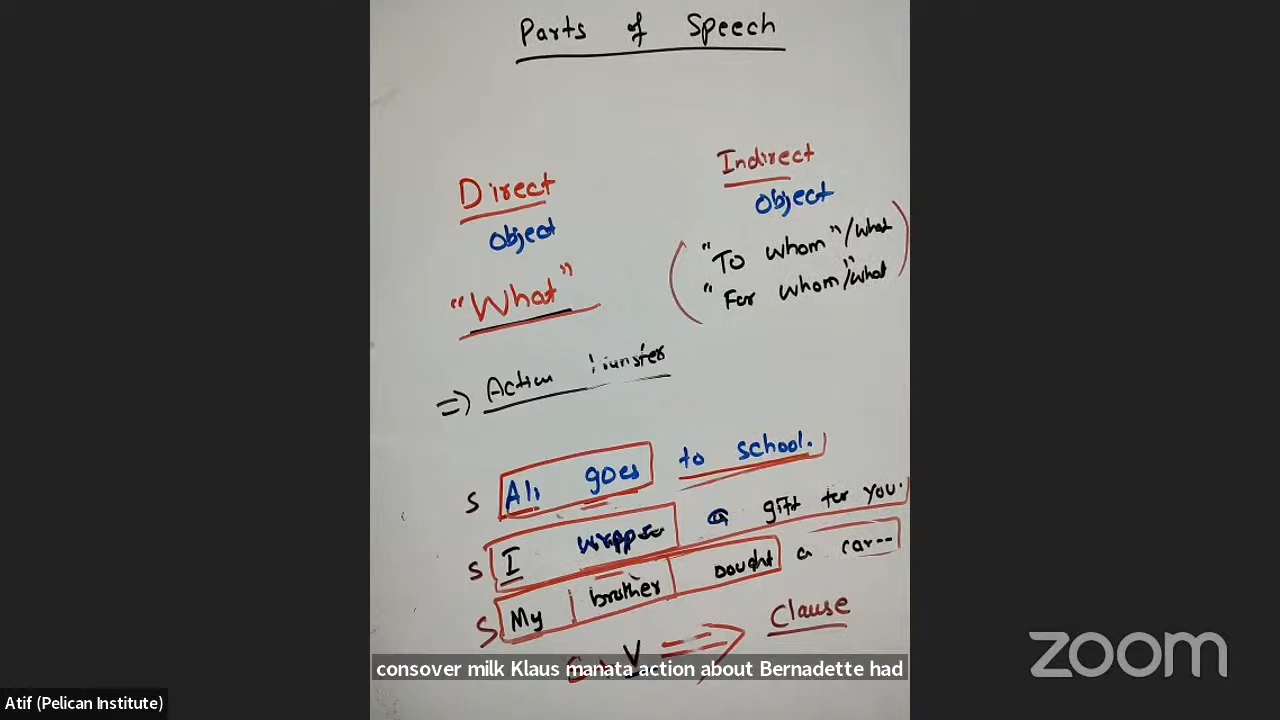 Parts of Speech
Direct
Object
"What"
Indirect
Object
"To whom"/what
"For whom"/what
=> Action transfer
S Ali goes to school.
S I wrapped a gift for you.
S My brother bought a car--
S + V => Clause
consover milk Klaus manata action about Bernadette had
zoom
Atif (Pelican Institute)